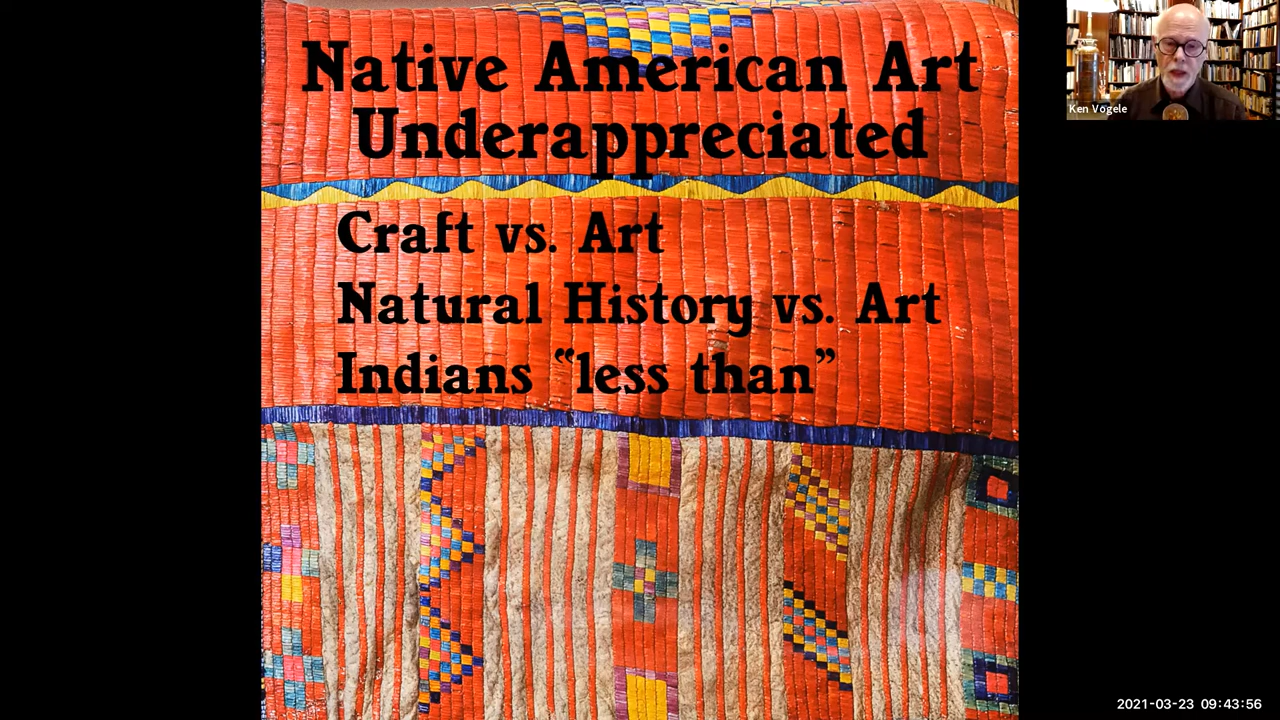 Native American Art
Underappreciated
Craft vs. Art
Natural History vs. Art
Indians “less than”
Ken Vogele
2021-03-23 09:43:56